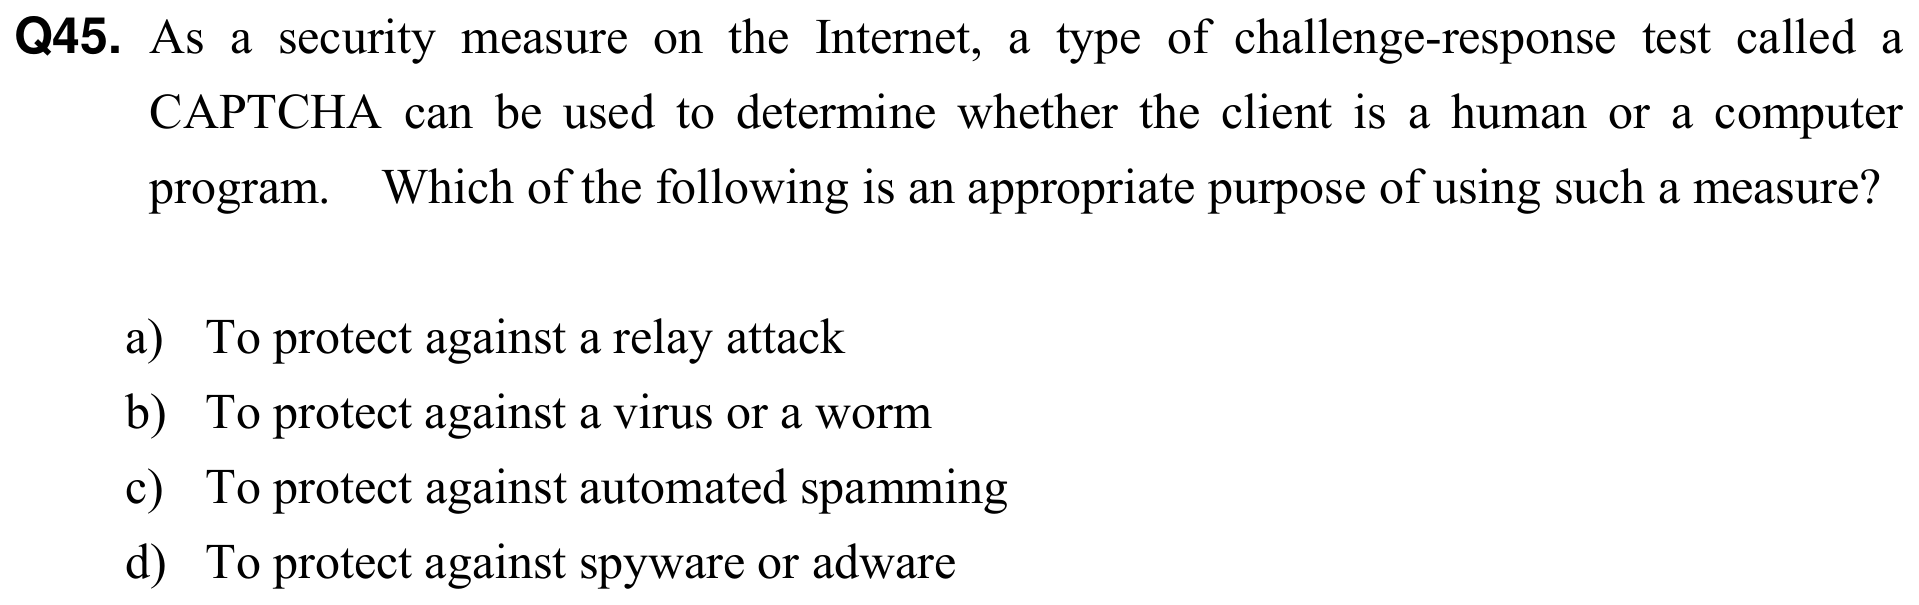 Q45. As a security measure on the Internet, a type of challenge-response test called a
CAPTCHA can be used to determine whether the client is a human or a computer
program. Which of the following is an appropriate purpose of using such a measure?
a) To protect against a relay attack
b) To protect against a virus or a worm
c) To protect against automated spamming
d) To protect against spyware or adware